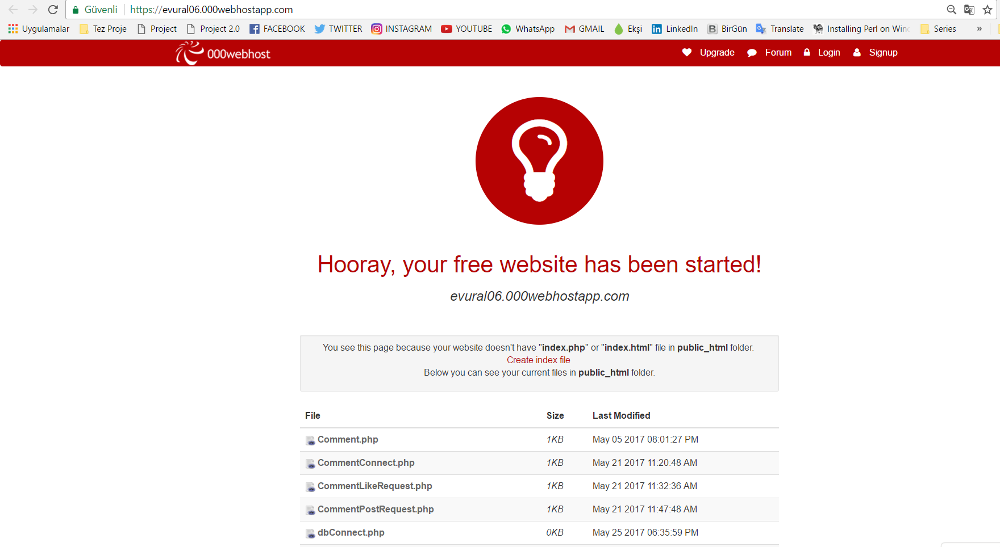 Güvenli https://evural06.000webhostapp.com
Uygulamalar Tez Proje Project Project 2.0 FACEBOOK TWITTER INSTAGRAM YOUTUBE WhatsApp GMAIL Ekşi LinkedIn B BirGün Translate Installing Perl on Winc Series »
000webhost Upgrade Forum Login Signup
Hooray, your free website has been started!
evural06.000webhostapp.com
You see this page because your website doesn't have "index.php" or "index.html" file in public_html folder.
Create index file
Below you can see your current files in public_html folder.
File Size Last Modified
Comment.php 1KB May 05 2017 08:01:27 PM
CommentConnect.php 1KB May 21 2017 11:20:48 AM
CommentLikeRequest.php 1KB May 21 2017 11:32:36 AM
CommentPostRequest.php 1KB May 21 2017 11:47:48 AM
dbConnect.php 0KB May 25 2017 06:35:59 PM